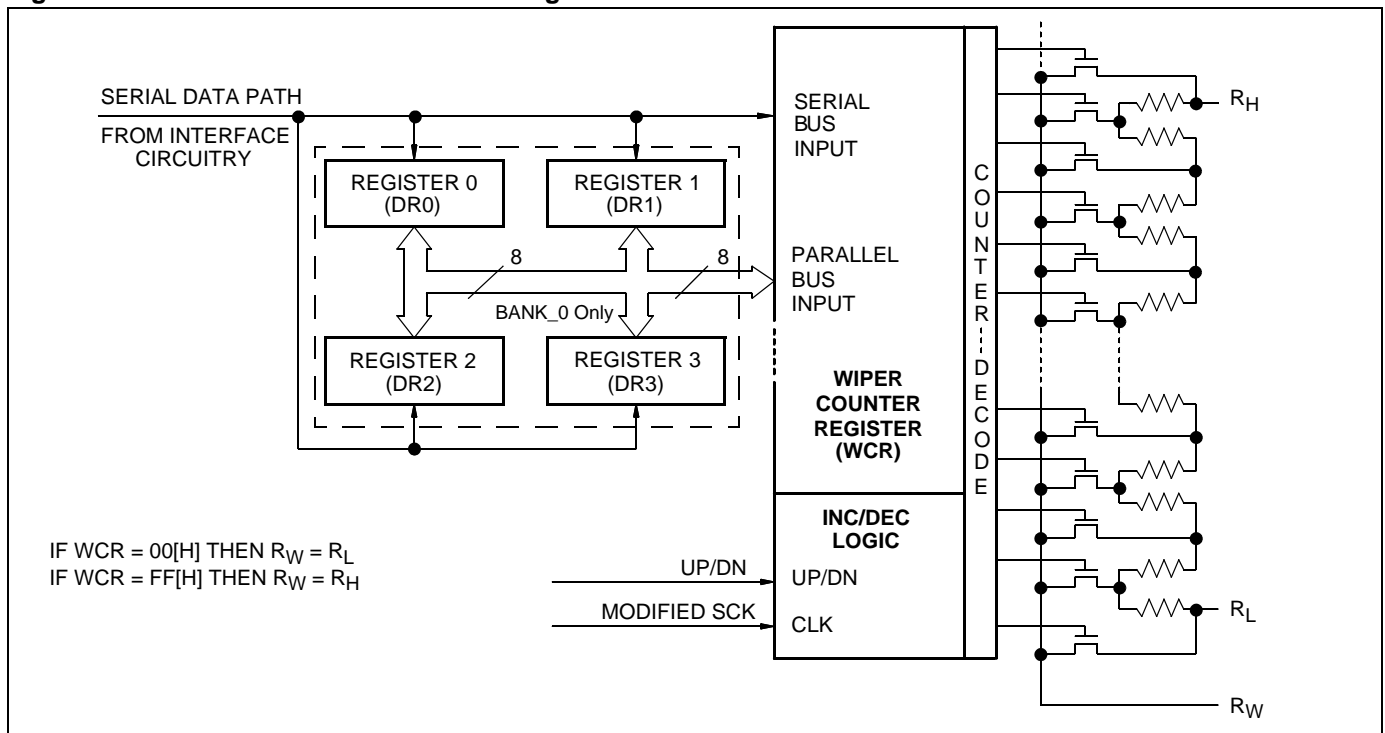 SERIAL DATA PATH
FROM INTERFACE
CIRCUITRY
REGISTER 0
(DR0)
REGISTER 1
(DR1)
8
8
BANK_0 Only
REGISTER 2
(DR2)
REGISTER 3
(DR3)
SERIAL
BUS
INPUT
PARALLEL
BUS
INPUT
WIPER
COUNTER
REGISTER
(WCR)
INC/DEC
LOGIC
UP/DN
UP/DN
MODIFIED SCK
CLK
COUNTER
DECODE
IF WCR = 00[H] THEN RW = RL
IF WCR = FF[H] THEN RW = RH
RH
RL
RW